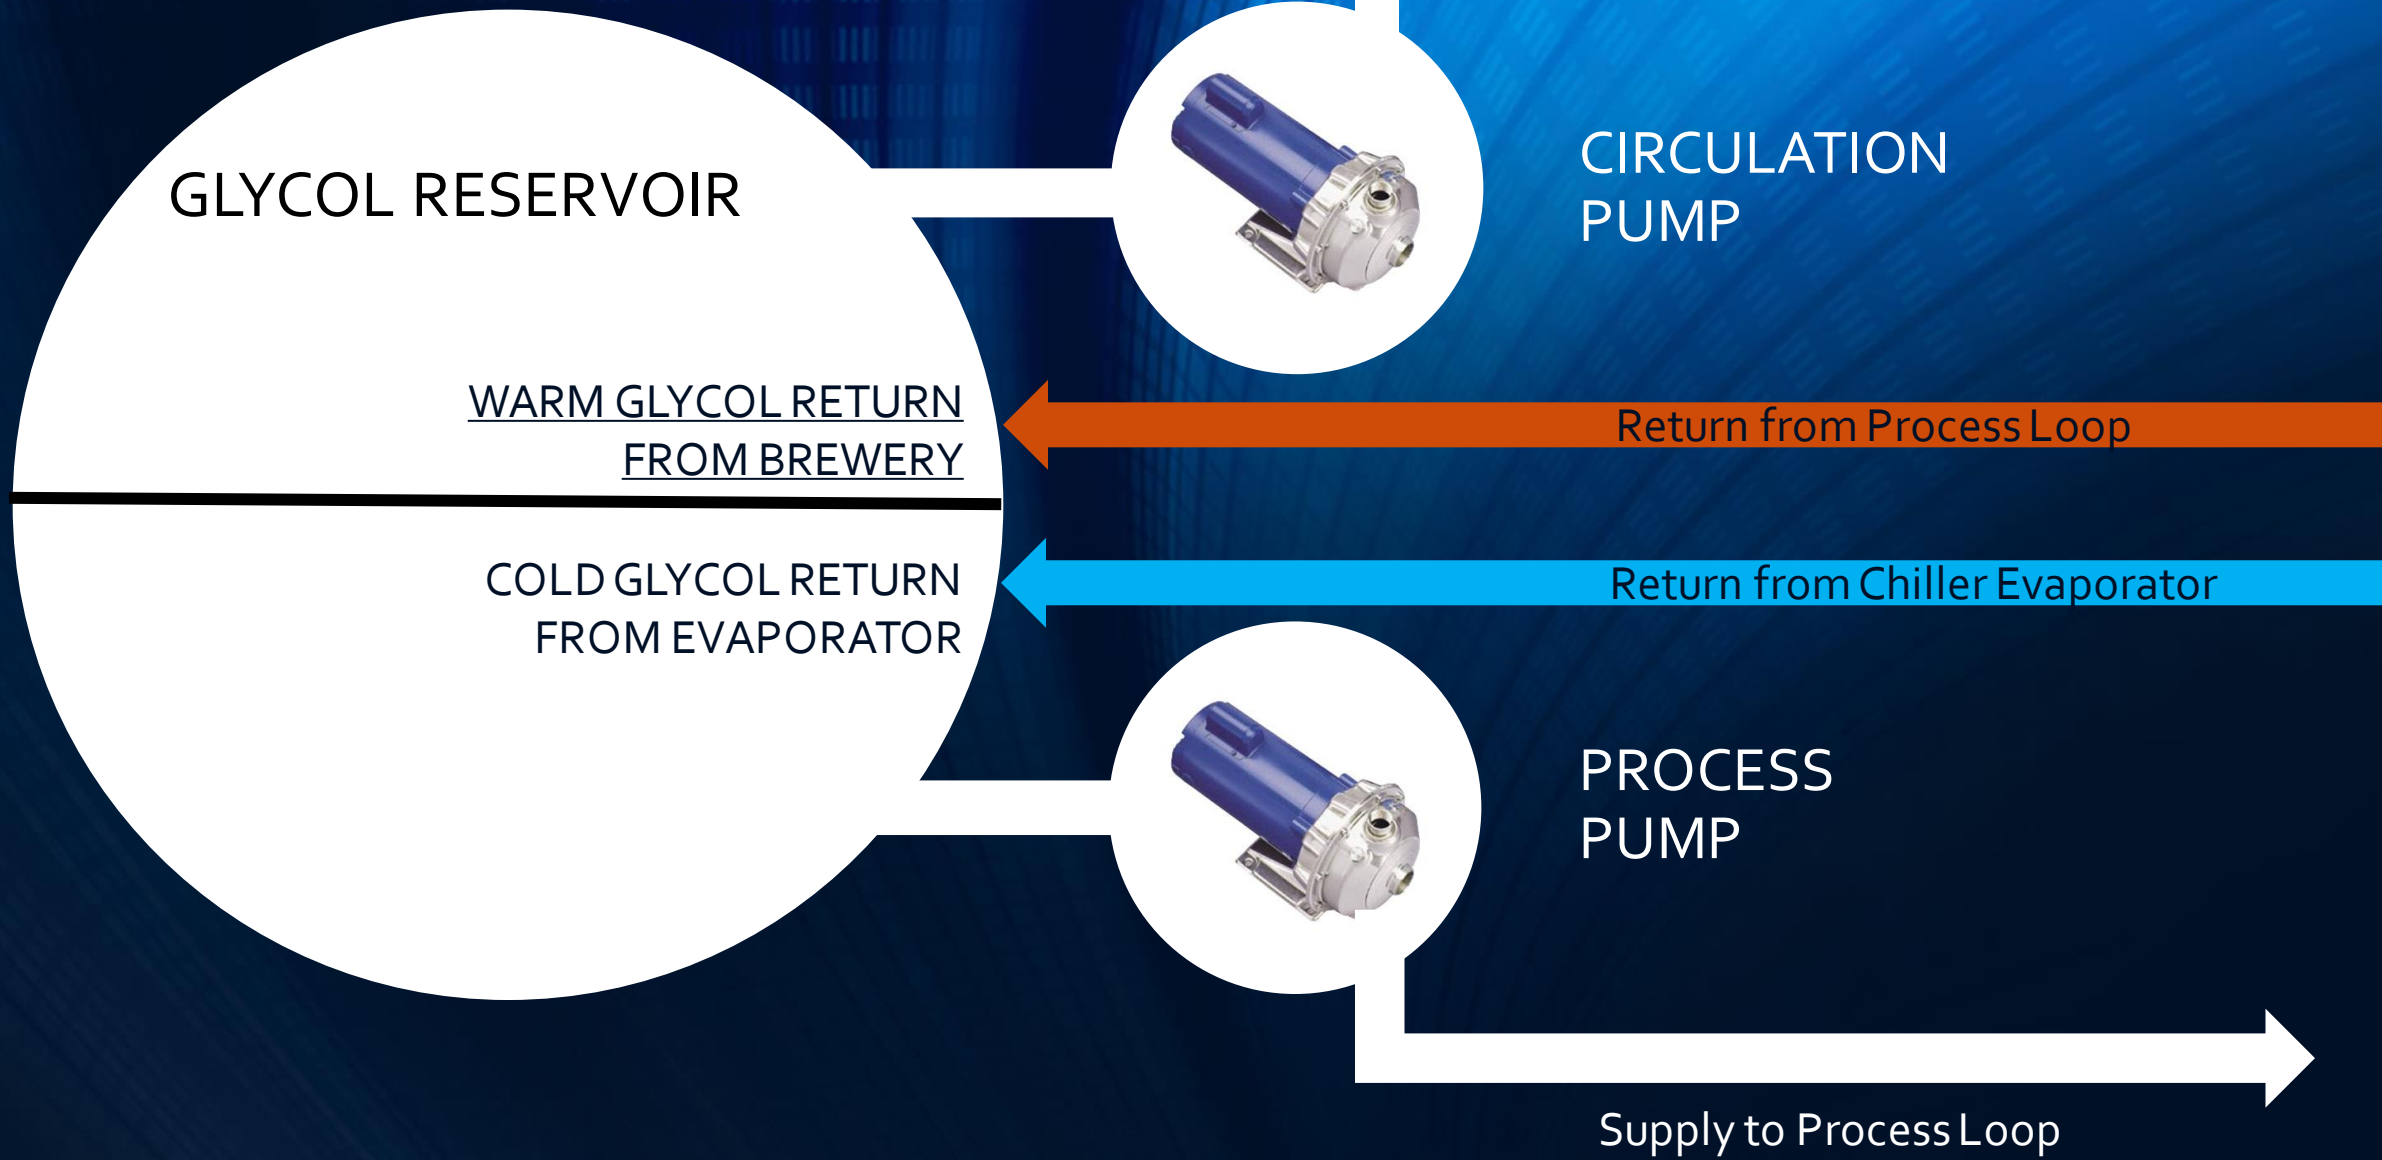 GLYCOL RESERVOIR
CIRCULATION
PUMP
WARM GLYCOL RETURN
FROM BREWERY
Return from Process Loop
COLD GLYCOL RETURN
FROM EVAPORATOR
Return from Chiller Evaporator
PROCESS
PUMP
Supply to Process Loop